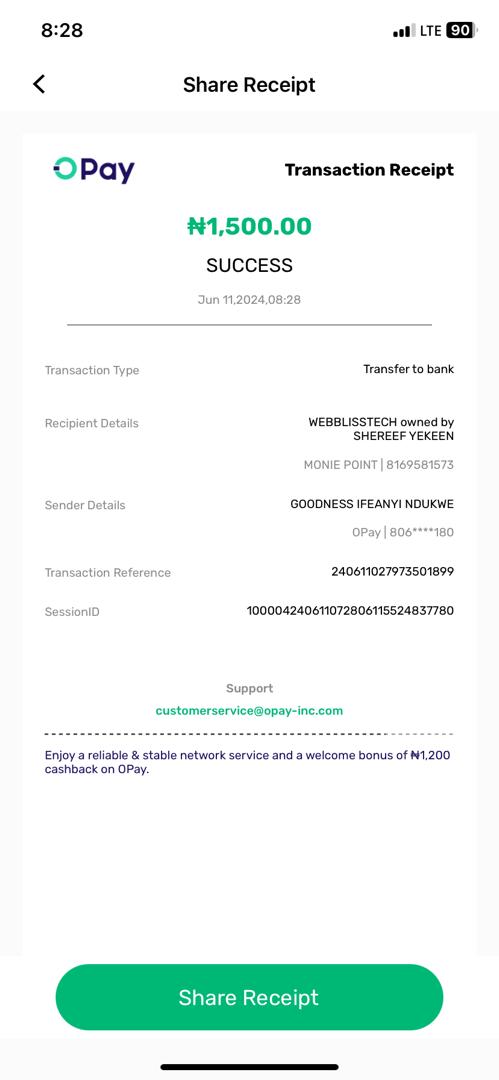 8:28
LTE 90
Share Receipt
OPay
Transaction Receipt
₦1,500.00
SUCCESS
Jun 11,2024,08:28
Transaction Type
Transfer to bank
Recipient Details
WEBBLISSTECH owned by
SHEREEF YEKEEN
MONIE POINT | 8169581573
Sender Details
GOODNESS IFEANYI NDUKWE
OPay | 806****180
Transaction Reference
240611027973501899
SessionID
100004240611072806115524837780
Support
customerservice@opay-inc.com
Enjoy a reliable & stable network service and a welcome bonus of ₦1,200
cashback on OPay.
Share Receipt